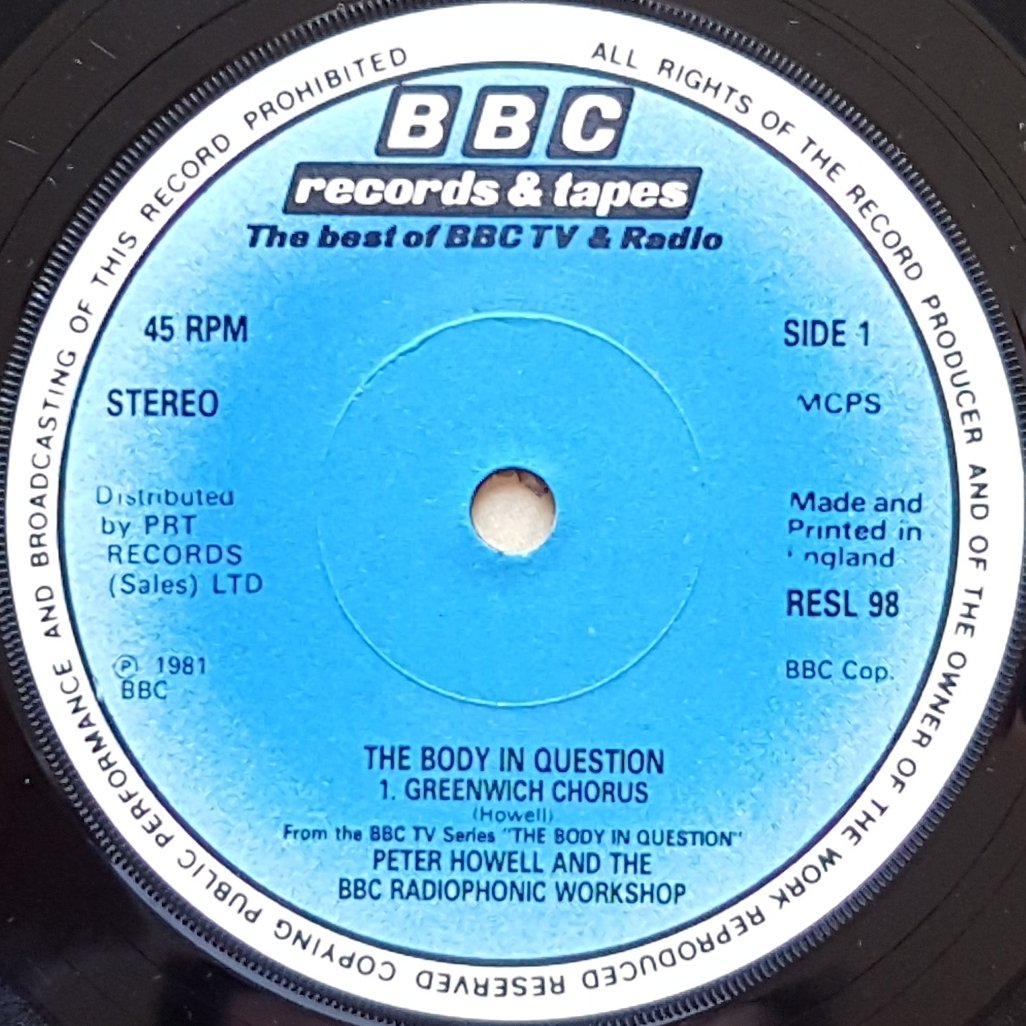 ALL RIGHTS OF THE RECORD PRODUCER AND OF THE OWNER OF THE WORK REPRODUCED RESERVED COPYING PUBLIC PERFORMANCE AND BROADCASTING OF THIS RECORD PROHIBITED
BBC
records & tapes
The best of BBC TV & Radio
45 RPM
SIDE 1
STEREO
MCPS
Distributed
by PRT
RECORDS
(Sales) LTD
Made and
Printed in
England
RESL 98
℗ 1981
BBC
BBC Cop.
THE BODY IN QUESTION
1. GREENWICH CHORUS
(Howell)
From the BBC TV Series "THE BODY IN QUESTION"
PETER HOWELL AND THE
BBC RADIOPHONIC WORKSHOP